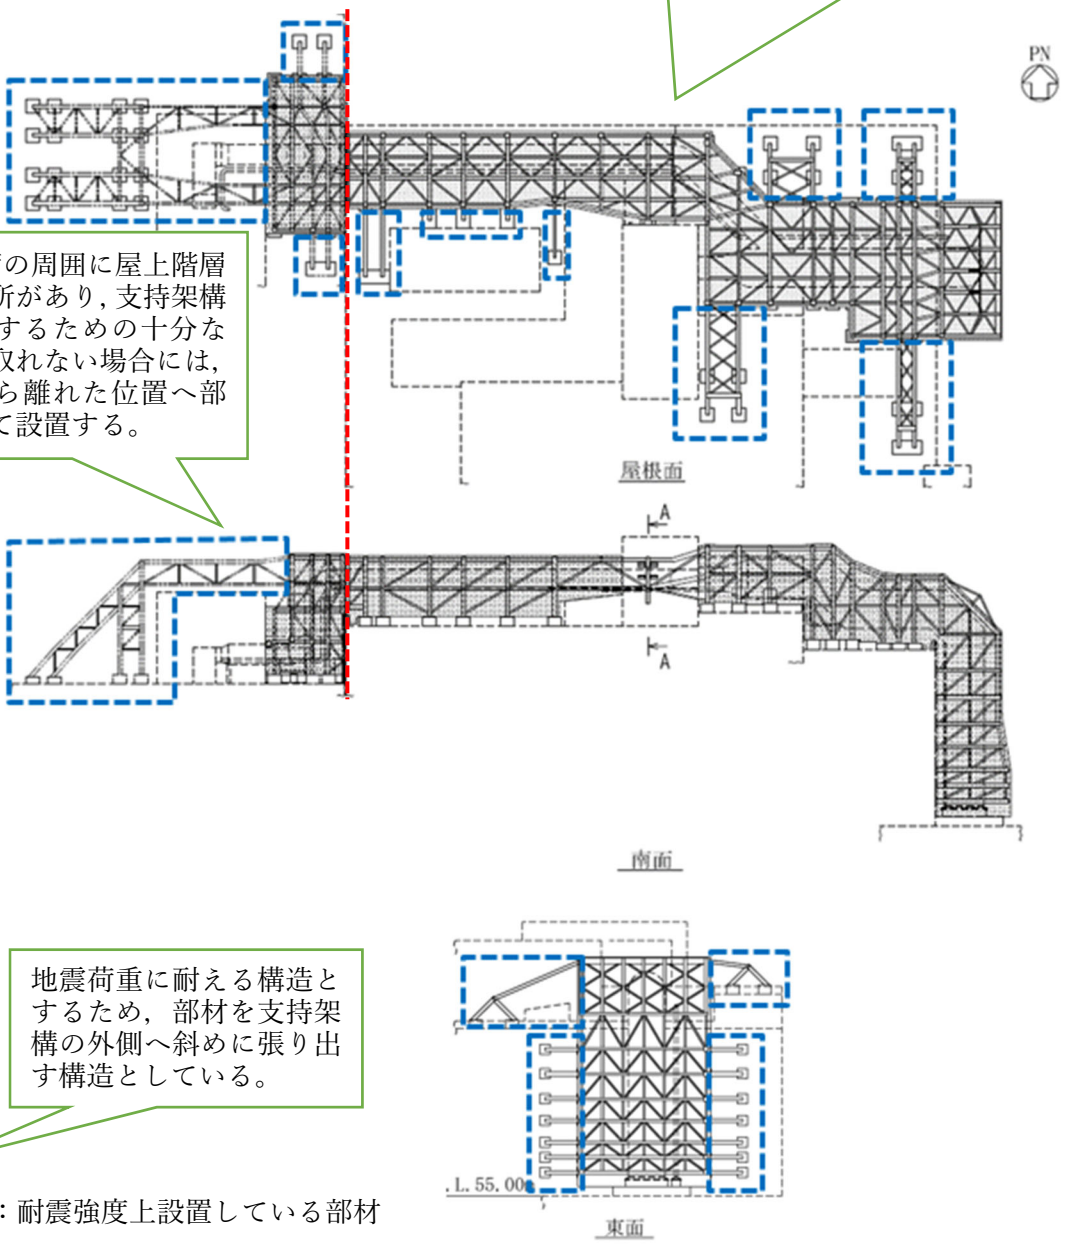 PN
の周囲に屋上階層
所があり，支持架構
するための十分な
取れない場合には，
ら離れた位置へ部
て設置する。
屋根面
A
A
南面
地震荷重に耐える構造と
するため，部材を支持架
構の外側へ斜めに張り出
す構造としている。
.L. 55.00
：耐震強度上設置している部材
東面